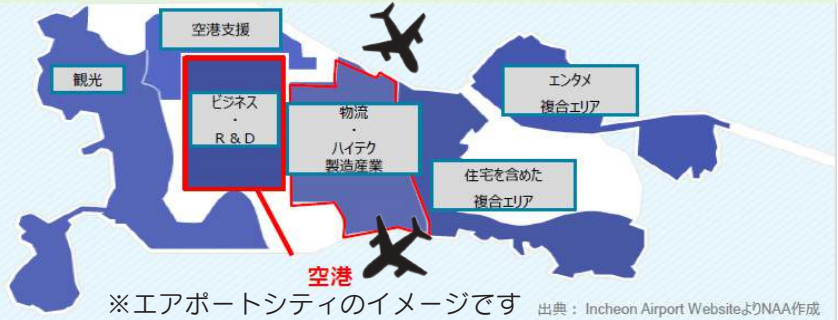 空港支援
観光
ビジネス
・
R & D
物流
・
ハイテク
製造産業
エンタメ
複合エリア
住宅を含めた
複合エリア
空港
※エアポートシティのイメージです
出典： Incheon Airport WebsiteよりNAA作成